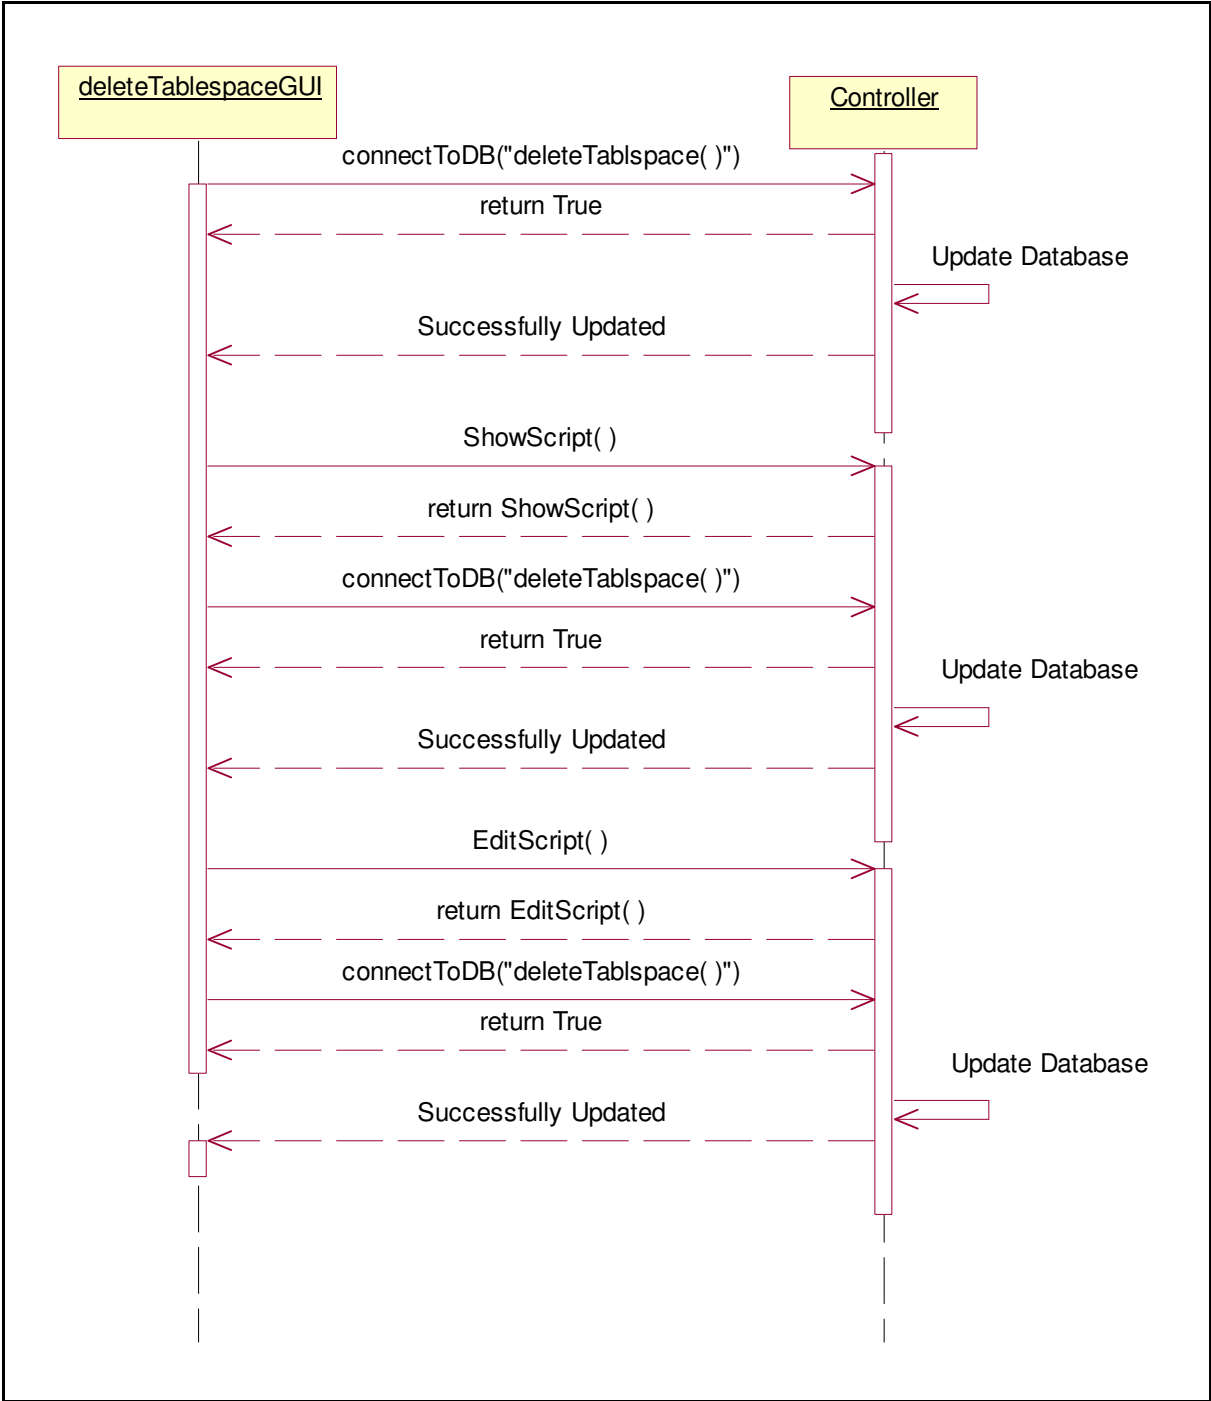 deleteTablespaceGUI
Controller
connectToDB("deleteTablspace( )")
return True
Update Database
Successfully Updated
ShowScript( )
return ShowScript( )
connectToDB("deleteTablspace( )")
return True
Update Database
Successfully Updated
EditScript( )
return EditScript( )
connectToDB("deleteTablspace( )")
return True
Update Database
Successfully Updated